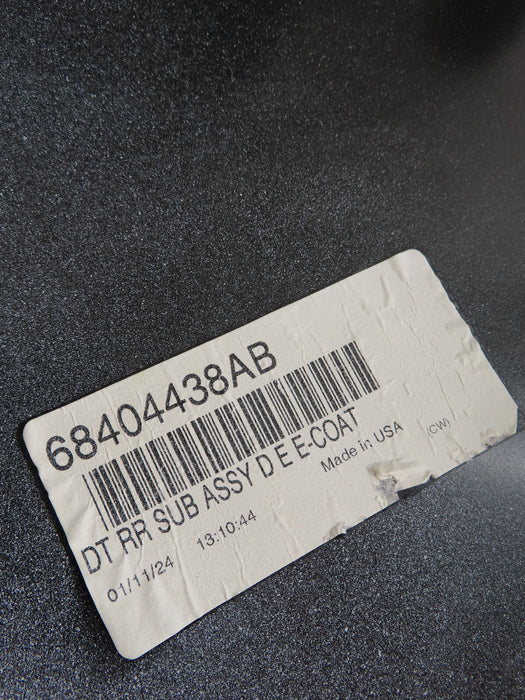 68404438AB
DT RR SUB ASSY D E E-COAT
01/11/24 13:10:44 Made in USA (CW)